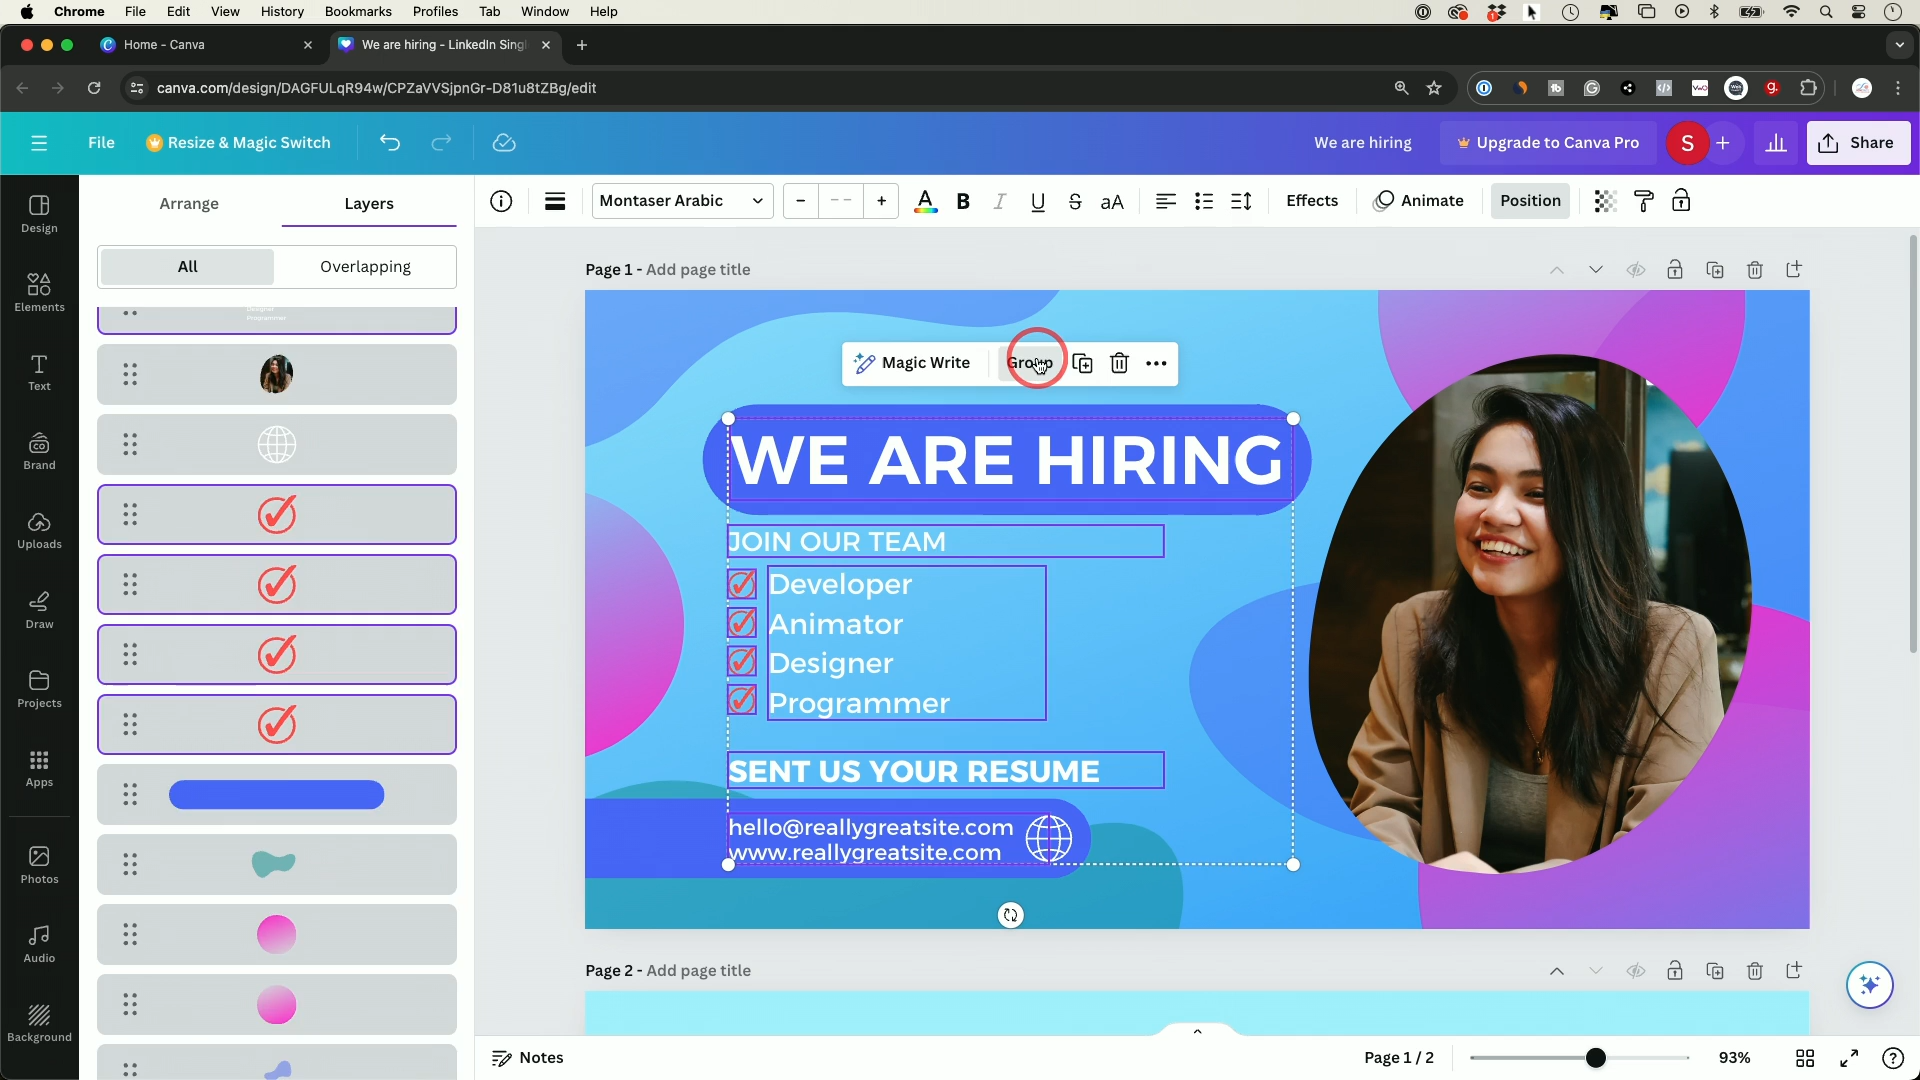 Chrome File Edit View History Bookmarks Profiles Tab Window Help
Home - Canva
We are hiring - LinkedIn Singl
canva.com/design/DAGFULqR94w/CPZaVVSjpnGr-D81u8tZBg/edit
File
Resize & Magic Switch
We are hiring
Upgrade to Canva Pro
S
Share
Design
Elements
Text
Brand
Uploads
Draw
Projects
Apps
Photos
Audio
Background
Arrange
Layers
All
Overlapping
Designer
Programmer
Montaser Arabic
Effects
Animate
Position
Page 1 - Add page title
Magic Write
Group
WE ARE HIRING
JOIN OUR TEAM
Developer
Animator
Designer
Programmer
SENT US YOUR RESUME
hello@reallygreatsite.com
www.reallygreatsite.com
Page 2 - Add page title
Notes
Page 1 / 2
93%